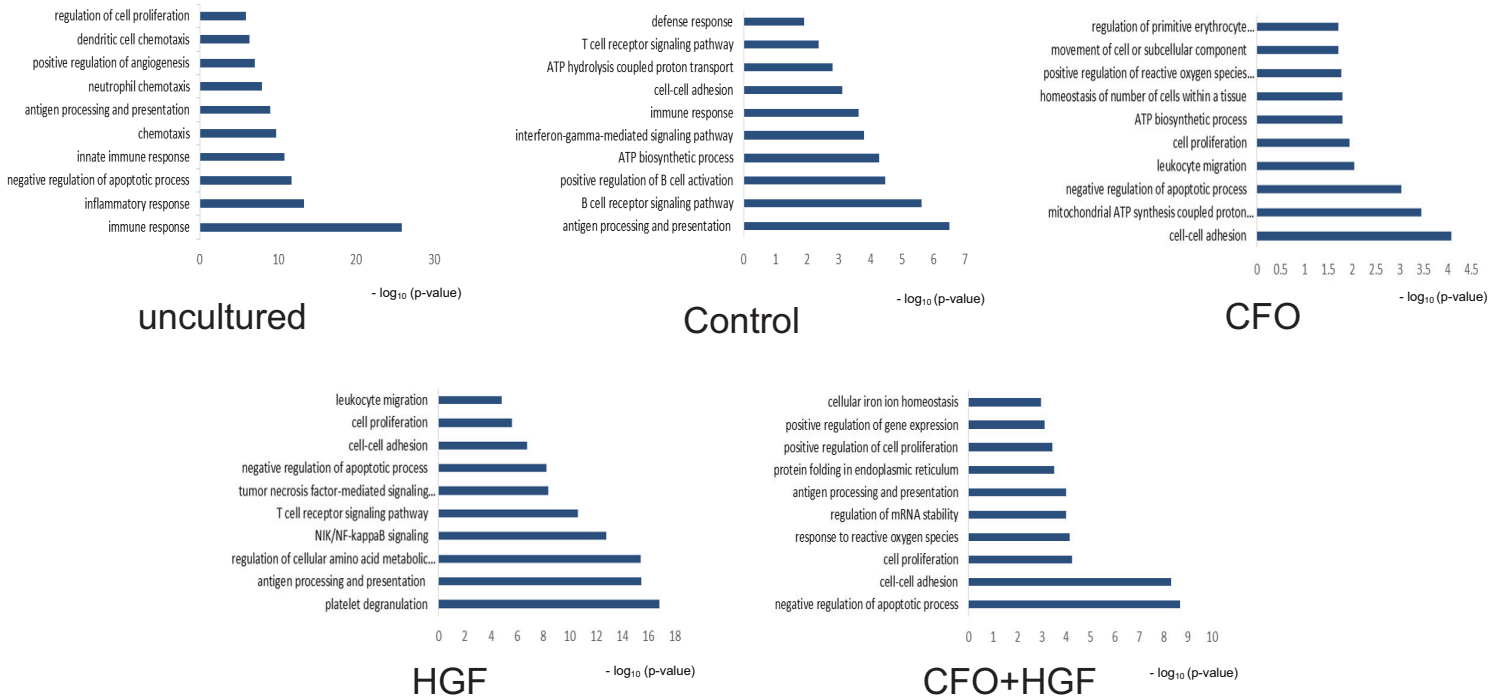 regulation of cell proliferation
dendritic cell chemotaxis
positive regulation of angiogenesis
neutrophil chemotaxis
antigen processing and presentation
chemotaxis
innate immune response
negative regulation of apoptotic process
inflammatory response
immune response
0 10 20 30
- log₁₀ (p-value)
uncultured
defense response
T cell receptor signaling pathway
ATP hydrolysis coupled proton transport
cell-cell adhesion
immune response
interferon-gamma-mediated signaling pathway
ATP biosynthetic process
positive regulation of B cell activation
B cell receptor signaling pathway
antigen processing and presentation
0 1 2 3 4 5 6 7
- log₁₀ (p-value)
Control
regulation of primitive erythrocyte...
movement of cell or subcellular component
positive regulation of reactive oxygen species...
homeostasis of number of cells within a tissue
ATP biosynthetic process
cell proliferation
leukocyte migration
negative regulation of apoptotic process
mitochondrial ATP synthesis coupled proton...
cell-cell adhesion
0 0.5 1 1.5 2 2.5 3 3.5 4 4.5
- log₁₀ (p-value)
CFO
leukocyte migration
cell proliferation
cell-cell adhesion
negative regulation of apoptotic process
tumor necrosis factor-mediated signaling...
T cell receptor signaling pathway
NIK/NF-kappaB signaling
regulation of cellular amino acid metabolic...
antigen processing and presentation
platelet degranulation
0 2 4 6 8 10 12 14 16 18
- log₁₀ (p-value)
HGF
cellular iron ion homeostasis
positive regulation of gene expression
positive regulation of cell proliferation
protein folding in endoplasmic reticulum
antigen processing and presentation
regulation of mRNA stability
response to reactive oxygen species
cell proliferation
cell-cell adhesion
negative regulation of apoptotic process
0 1 2 3 4 5 6 7 8 9 10
- log₁₀ (p-value)
CFO+HGF